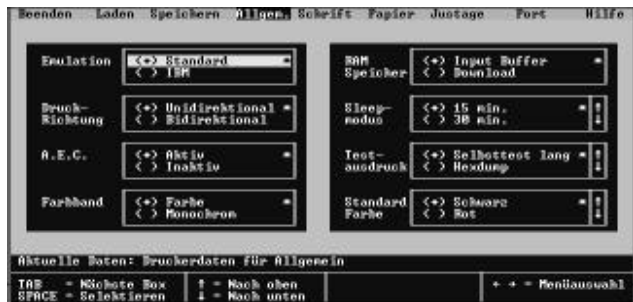 Beenden Laden Speichern Allgem. Schrift Papier Justage Port Hilfe
Emulation
<•> Standard
< > IBM
RAM
Speicher
<•> Input Buffer
< > Download
Druck-
Richtung
<•> Unidirektional
< > Bidirektional
Sleep-
modus
<•> 15 min.
< > 30 min.
A.E.C.
<•> Aktiv
< > Inaktiv
Test-
ausdruck
<•> Selbsttest lang
< > Hexdump
Farbband
<•> Farbe
< > Monochrom
Standard
Farbe
<•> Schwarz
< > Rot
Aktuelle Daten: Druckerdaten für Allgemein
TAB = Nächste Box ↑ = Nach oben ← → = Menüauswahl
SPACE = Selektieren ↓ = Nach unten